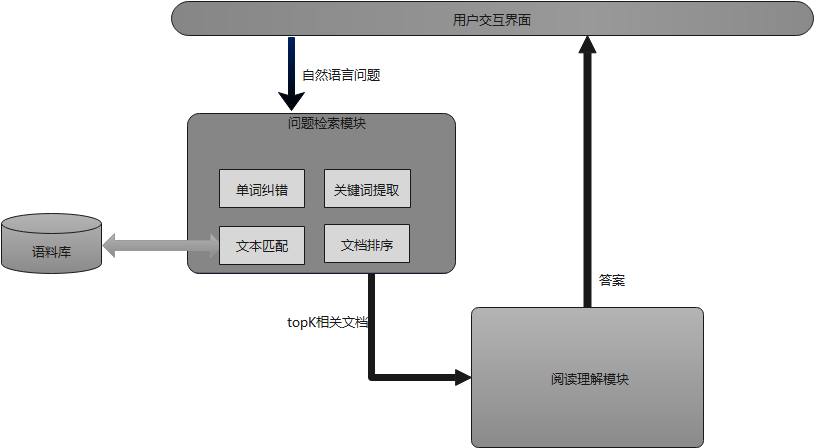 用户交互界面
自然语言问题
问题检索模块
单词纠错
关键词提取
语料库
文本匹配
文档排序
答案
topK相关文档
阅读理解模块